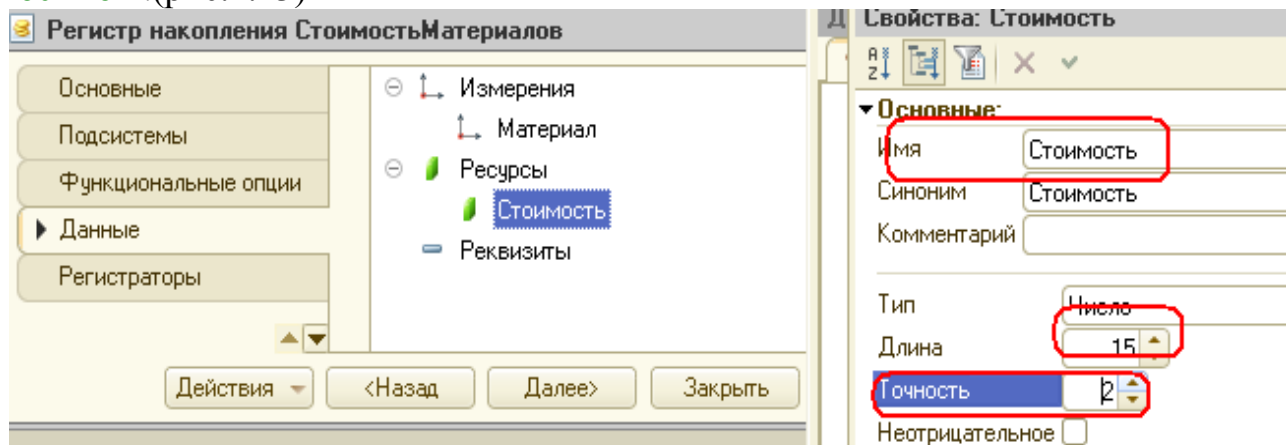 Регистр накопления СтоимостьМатериалов
Основные
Подсистемы
Функциональные опции
Данные
Регистраторы
Измерения
Материал
Ресурсы
Стоимость
Реквизиты
Действия
<Назад
Далее>
Закрыть
Д
Свойства: Стоимость
Основные:
Имя Стоимость
Синоним Стоимость
Комментарий
Тип Число
Длина 15
Точность 2
Неотрицательное